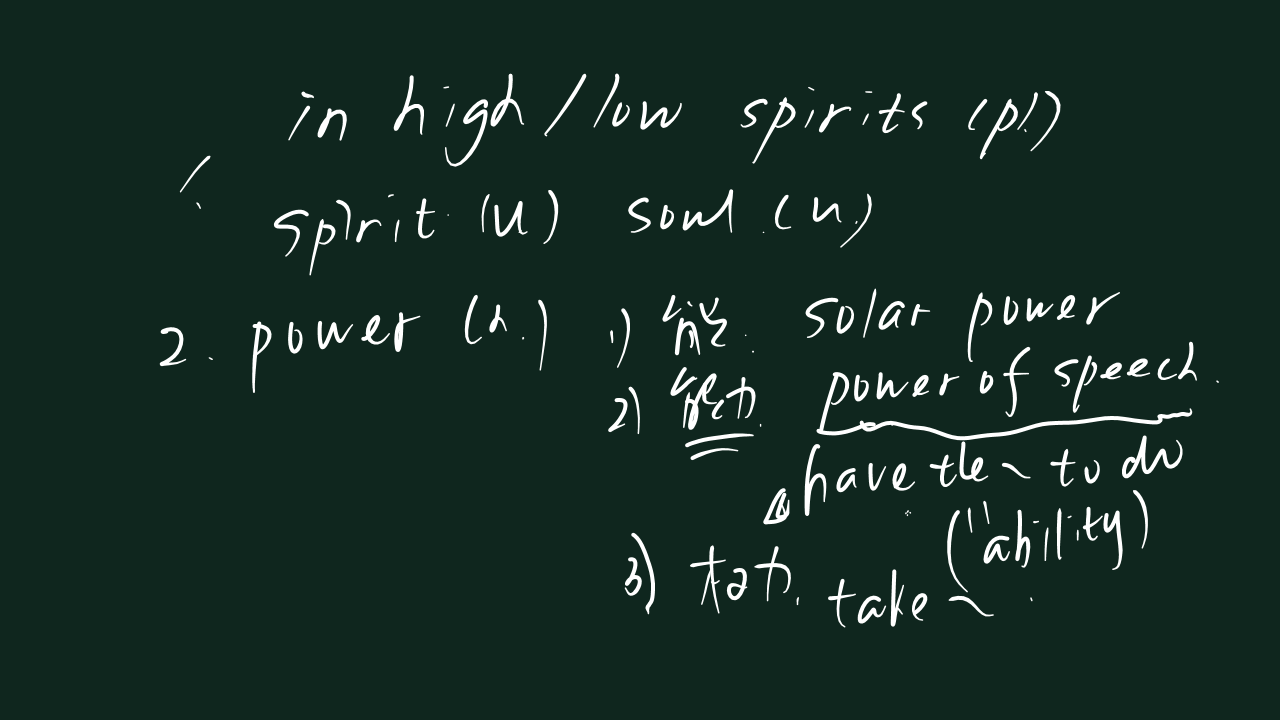 in high/low spirits (pl.)
spirit (U) soul (n.)
2. power (n.) 1) 能. solar power
2) 能力. power of speech.
have the ~ to do
("ability)
3) 权力. take ~